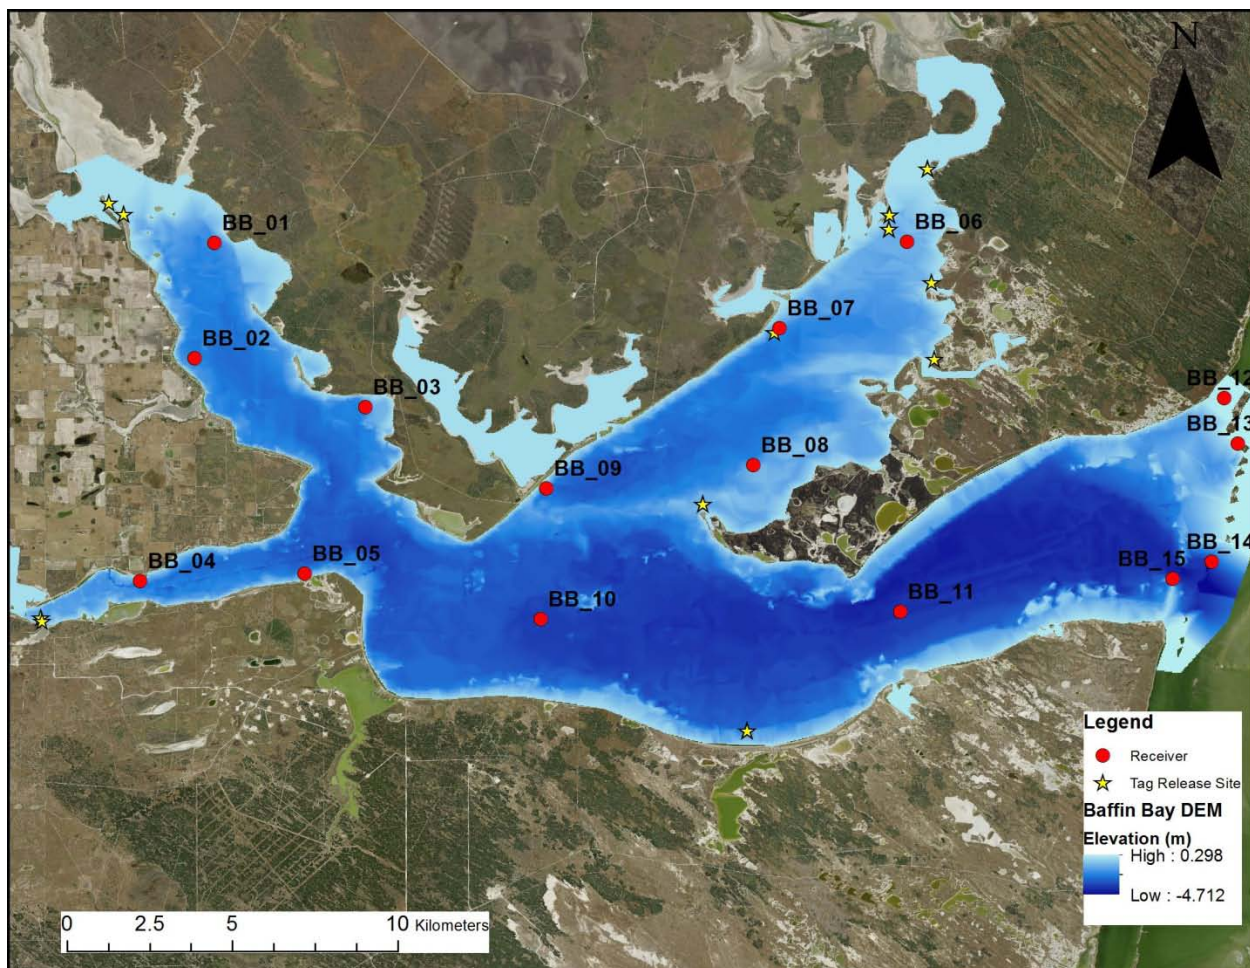 N
BB_01
BB_06
BB_07
BB_02
BB_03
BB_12
BB_13
BB_08
BB_09
BB_14
BB_15
BB_04
BB_05
BB_10
BB_11
Legend
Receiver
Tag Release Site
Baffin Bay DEM
Elevation (m)
High : 0.298
Low : -4.712
0 2.5 5 10 Kilometers